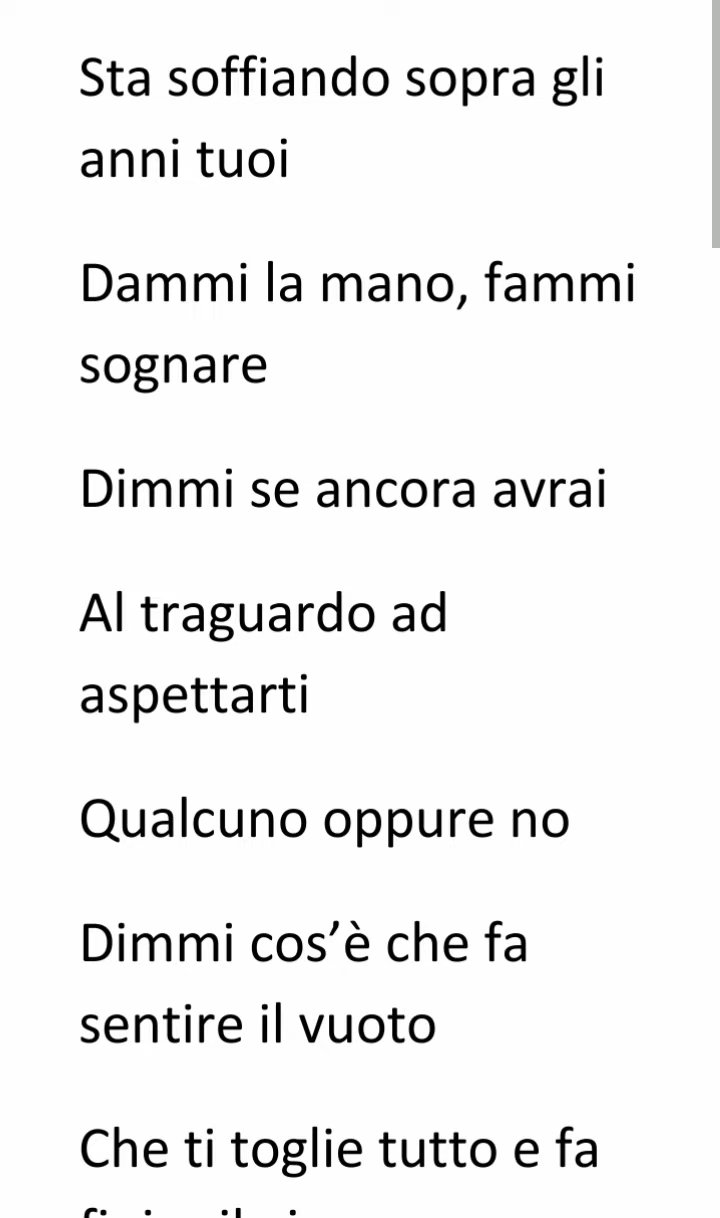 Sta soffiando sopra gli
anni tuoi
Dammi la mano, fammi
sognare
Dimmi se ancora avrai
Al traguardo ad
aspettarti
Qualcuno oppure no
Dimmi cos’è che fa
sentire il vuoto
Che ti toglie tutto e fa